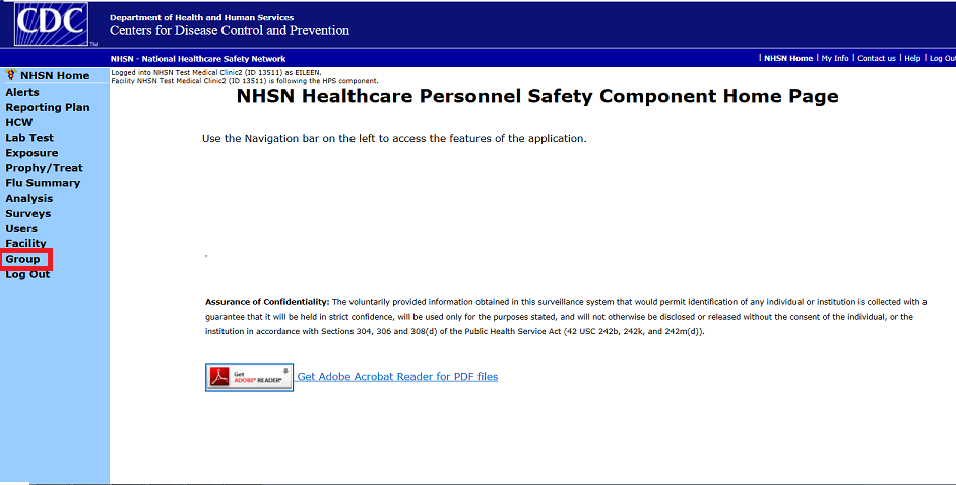 CDC
TM
Department of Health and Human Services
Centers for Disease Control and Prevention
NHSN - National Healthcare Safety Network
| NHSN Home | My Info | Contact us | Help | Log Out
NHSN Home
Alerts
Reporting Plan
HCW
Lab Test
Exposure
Prophy/Treat
Flu Summary
Analysis
Surveys
Users
Facility
Group
Log Out
Logged into NHSN Test Medical Clinic2 (ID 13511) as EILEEN.
Facility NHSN Test Medical Clinic2 (ID 13511) is following the HPS component.
NHSN Healthcare Personnel Safety Component Home Page
Use the Navigation bar on the left to access the features of the application.
Assurance of Confidentiality: The voluntarily provided information obtained in this surveillance system that would permit identification of any individual or institution is collected with a
guarantee that it will be held in strict confidence, will be used only for the purposes stated, and will not otherwise be disclosed or released without the consent of the individual, or the
institution in accordance with Sections 304, 306 and 308(d) of the Public Health Service Act (42 USC 242b, 242k, and 242m(d)).
Get
ADOBE® READER®
Get Adobe Acrobat Reader for PDF files